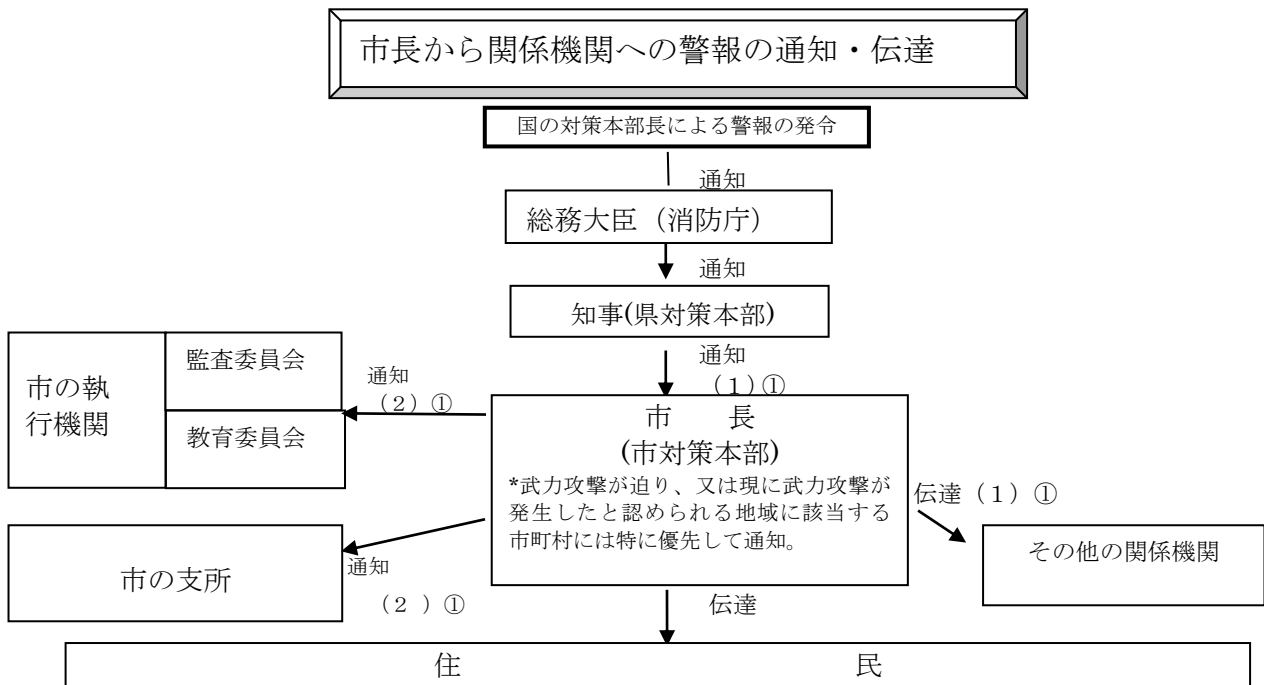 市長から関係機関への警報の通知・伝達
国の対策本部長による警報の発令
通知
総務大臣（消防庁）
通知
知事(県対策本部)
通知
（１）①
市の執
行機関
監査委員会
教育委員会
通知
（２）①
市　　長
(市対策本部)
*武力攻撃が迫り、又は現に武力攻撃が
発生したと認められる地域に該当する
市町村には特に優先して通知。
伝達（１）①
その他の関係機関
市の支所
通知
（２ ）①
伝達
住　　　　　　　　民